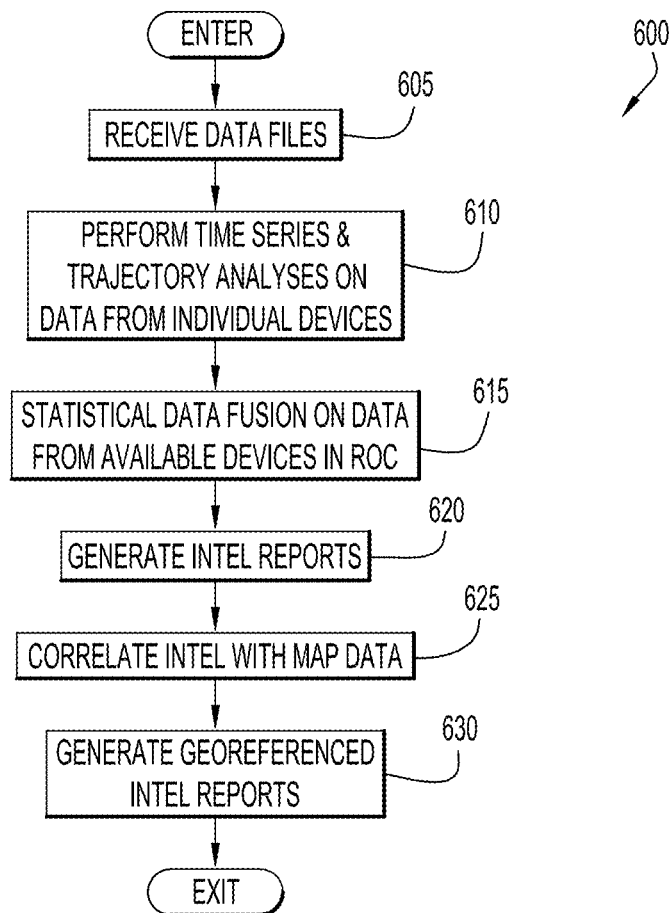 ENTER
600
605
RECEIVE DATA FILES
610
PERFORM TIME SERIES &
TRAJECTORY ANALYSES ON
DATA FROM INDIVIDUAL DEVICES
615
STATISTICAL DATA FUSION ON DATA
FROM AVAILABLE DEVICES IN ROC
620
GENERATE INTEL REPORTS
625
CORRELATE INTEL WITH MAP DATA
630
GENERATE GEOREFERENCED
INTEL REPORTS
EXIT